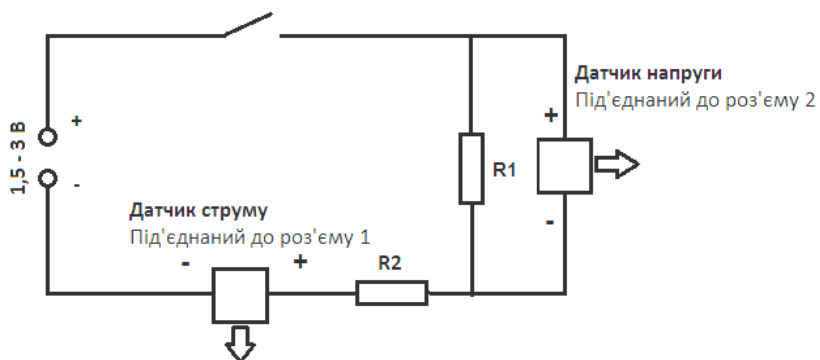 Датчик напруги
Під'єднаний до роз'єму 2
+
+
1,5 - 3 В
-
R1
-
Датчик струму
Під'єднаний до роз'єму 1
- + R2